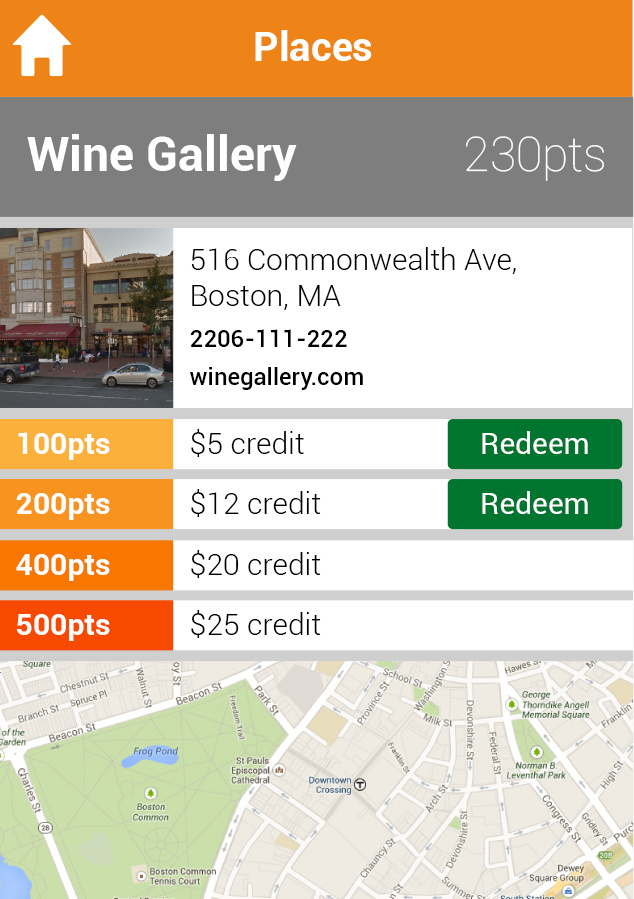 Places
Wine Gallery
230pts
516 Commonwealth Ave,
Boston, MA
2206-111-222
winegallery.com
100pts
$5 credit
Redeem
200pts
$12 credit
Redeem
400pts
$20 credit
500pts
$25 credit
Square
Chestnut St
Spruce Pl
Branch St
Walnut St
oy St
Beacon St
Beacon St
of the
Garden
Park St
Freedom Trail
Frog Pond
Boston
Common
Charles St
28
St Pauls
Episcopal
Cathedral
Boston Common
Tennis Court
Downtown
Crossing
T
School St
Province St
Washington St
Milk St
Devonshire St
Federal St
Hawes St
George
Thorndike Angell
Memorial Square
Franklin
Norman B.
Leventhal Park
High St
Franklin St
Arch St
Devonshire St
Congress St
Gridley St
Purc
20B
Chauncy St
Summer St
Dewey
Square Group
South Station